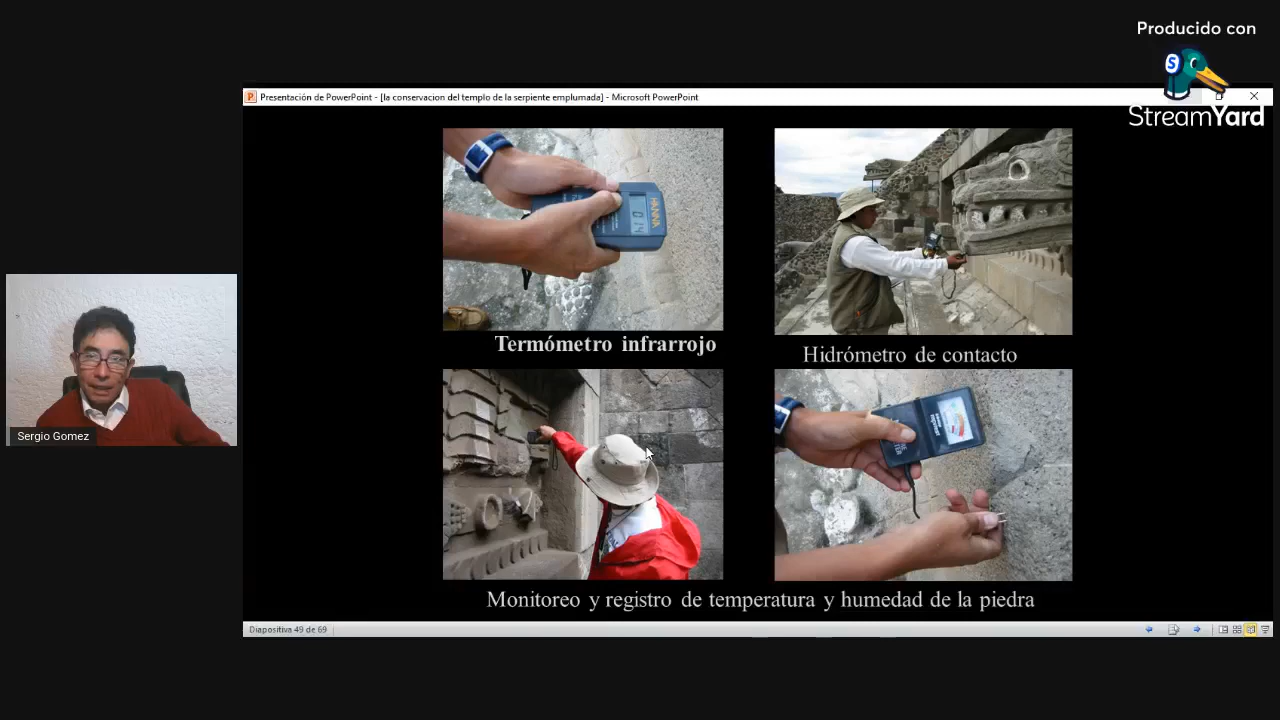 Producido con
StreamYard
Presentación de PowerPoint - [la conservacion del templo de la serpiente emplumada] - Microsoft PowerPoint
HANNA
Termómetro infrarrojo
Hidrómetro de contacto
Sergio Gomez
Monitoreo y registro de temperatura y humedad de la piedra
Diapositiva 49 de 69